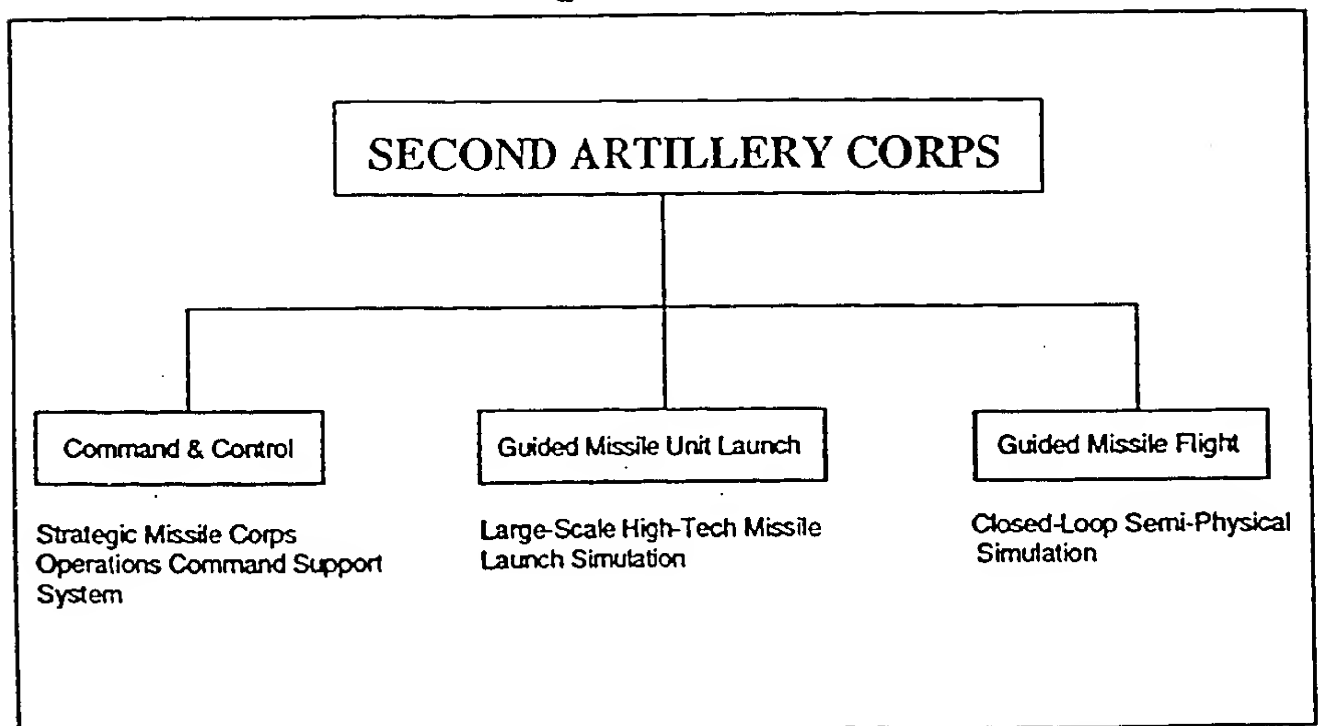 SECOND ARTILLERY CORPS
Command & Control
Guided Missile Unit Launch
Guided Missile Flight
Strategic Missile Corps
Operations Command Support
System
Large-Scale High-Tech Missile
Launch Simulation
Closed-Loop Semi-Physical
Simulation